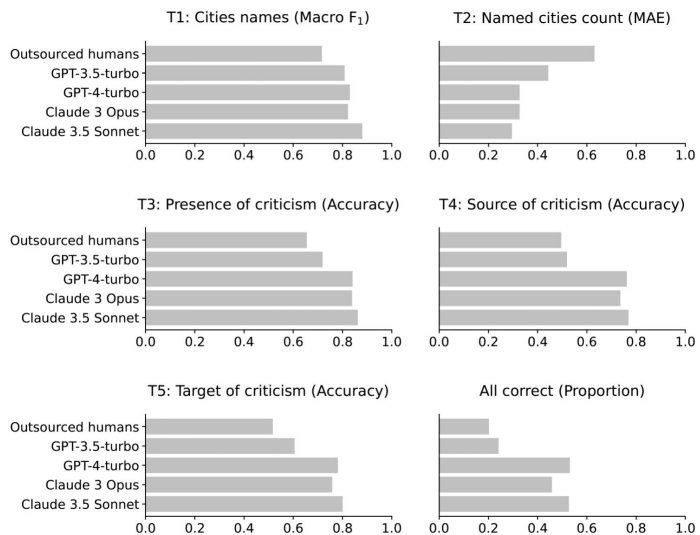 T1: Cities names (Macro F₁)
Outsourced humans
GPT-3.5-turbo
GPT-4-turbo
Claude 3 Opus
Claude 3.5 Sonnet
0.0 0.2 0.4 0.6 0.8 1.0
T2: Named cities count (MAE)
0.0 0.2 0.4 0.6 0.8 1.0
T3: Presence of criticism (Accuracy)
Outsourced humans
GPT-3.5-turbo
GPT-4-turbo
Claude 3 Opus
Claude 3.5 Sonnet
0.0 0.2 0.4 0.6 0.8 1.0
T4: Source of criticism (Accuracy)
0.0 0.2 0.4 0.6 0.8 1.0
T5: Target of criticism (Accuracy)
Outsourced humans
GPT-3.5-turbo
GPT-4-turbo
Claude 3 Opus
Claude 3.5 Sonnet
0.0 0.2 0.4 0.6 0.8 1.0
All correct (Proportion)
0.0 0.2 0.4 0.6 0.8 1.0